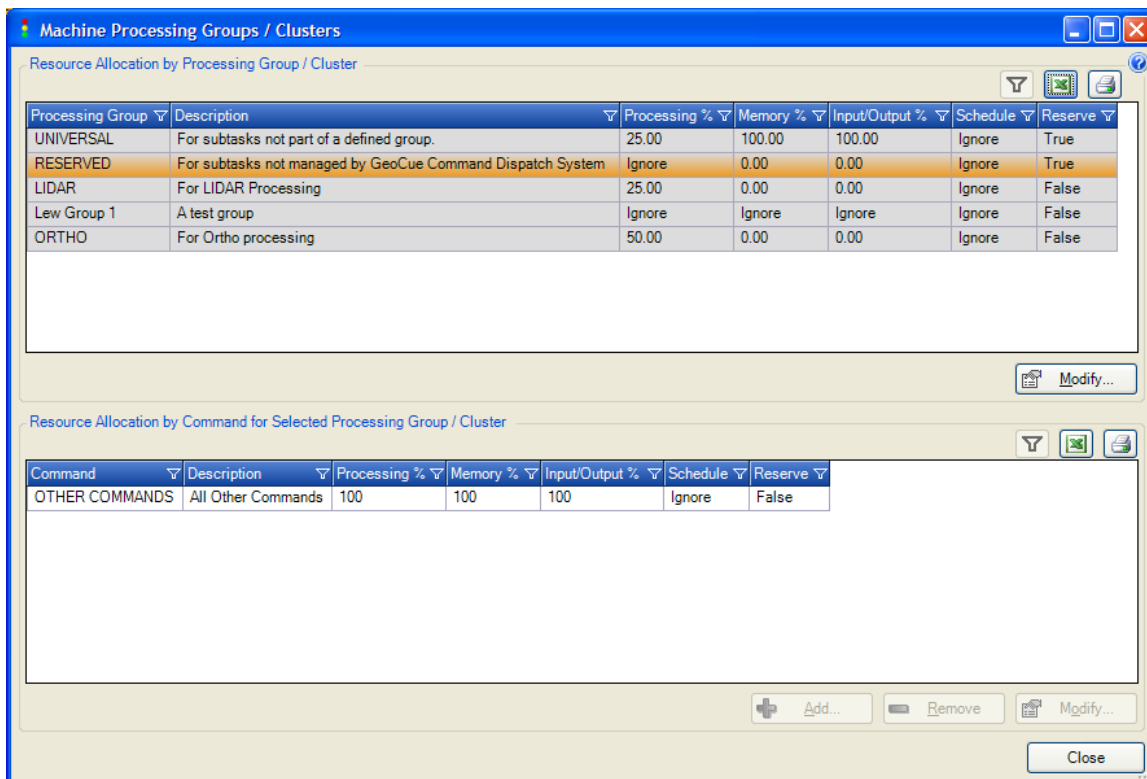 Machine Processing Groups / Clusters
Resource Allocation by Processing Group / Cluster
Processing Group Description Processing % Memory % Input/Output % Schedule Reserve
UNIVERSAL For subtasks not part of a defined group. 25.00 100.00 100.00 Ignore True
RESERVED For subtasks not managed by GeoCue Command Dispatch System Ignore 0.00 0.00 Ignore True
LIDAR For LIDAR Processing 25.00 0.00 0.00 Ignore False
Lew Group 1 A test group Ignore Ignore Ignore Ignore False
ORTHO For Ortho processing 50.00 0.00 0.00 Ignore False
Modify...
Resource Allocation by Command for Selected Processing Group / Cluster
Command Description Processing % Memory % Input/Output % Schedule Reserve
OTHER COMMANDS All Other Commands 100 100 100 Ignore False
Add... Remove Modify...
Close